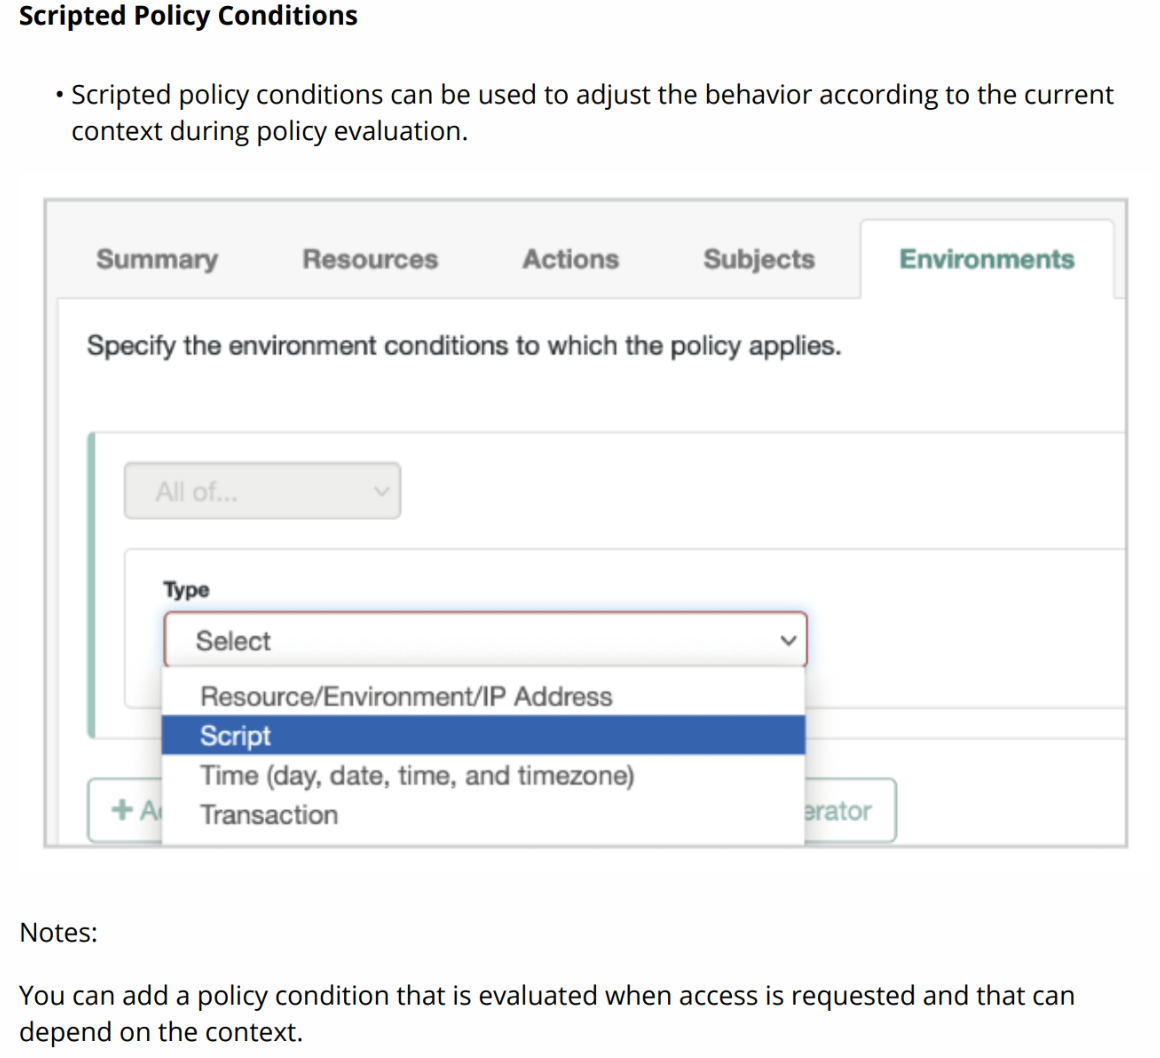 Scripted Policy Conditions
• Scripted policy conditions can be used to adjust the behavior according to the current
context during policy evaluation.
Summary Resources Actions Subjects Environments
Specify the environment conditions to which the policy applies.
All of...
Type
Select
Resource/Environment/IP Address
Script
Time (day, date, time, and timezone)
Transaction
+ A erator
Notes:
You can add a policy condition that is evaluated when access is requested and that can
depend on the context.